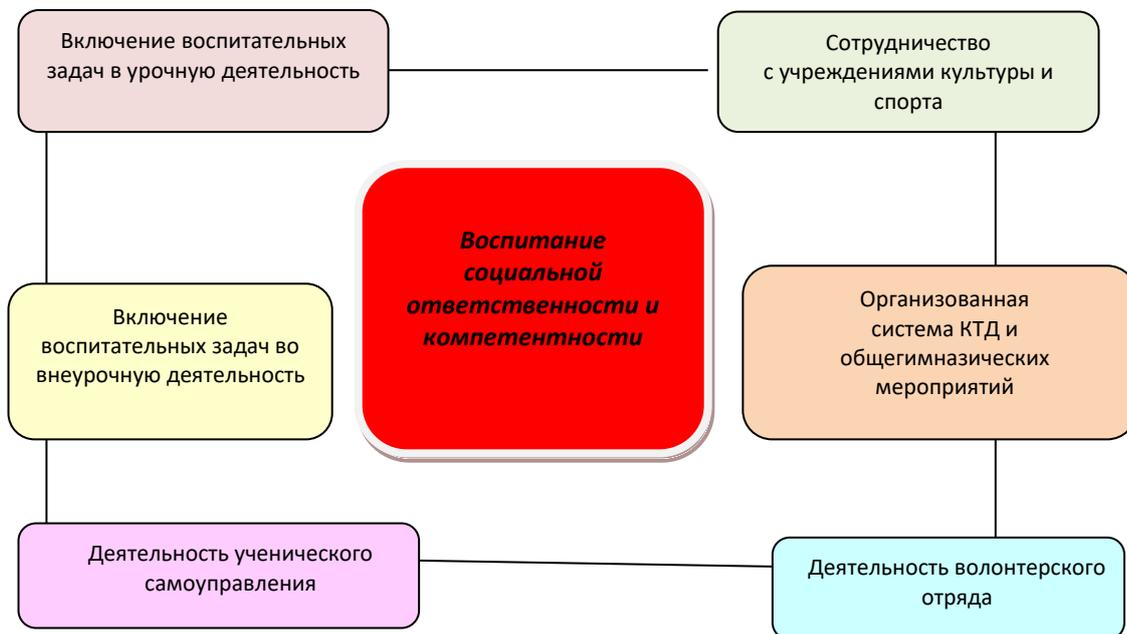 Включение воспитательных
задач в урочную деятельность
Сотрудничество
с учреждениями культуры и
спорта
Воспитание
социальной
ответственности и
компетентности
Включение
воспитательных задач во
внеурочную деятельность
Организованная
система КТД и
общегимназических
мероприятий
Деятельность ученического
самоуправления
Деятельность волонтерского
отряда